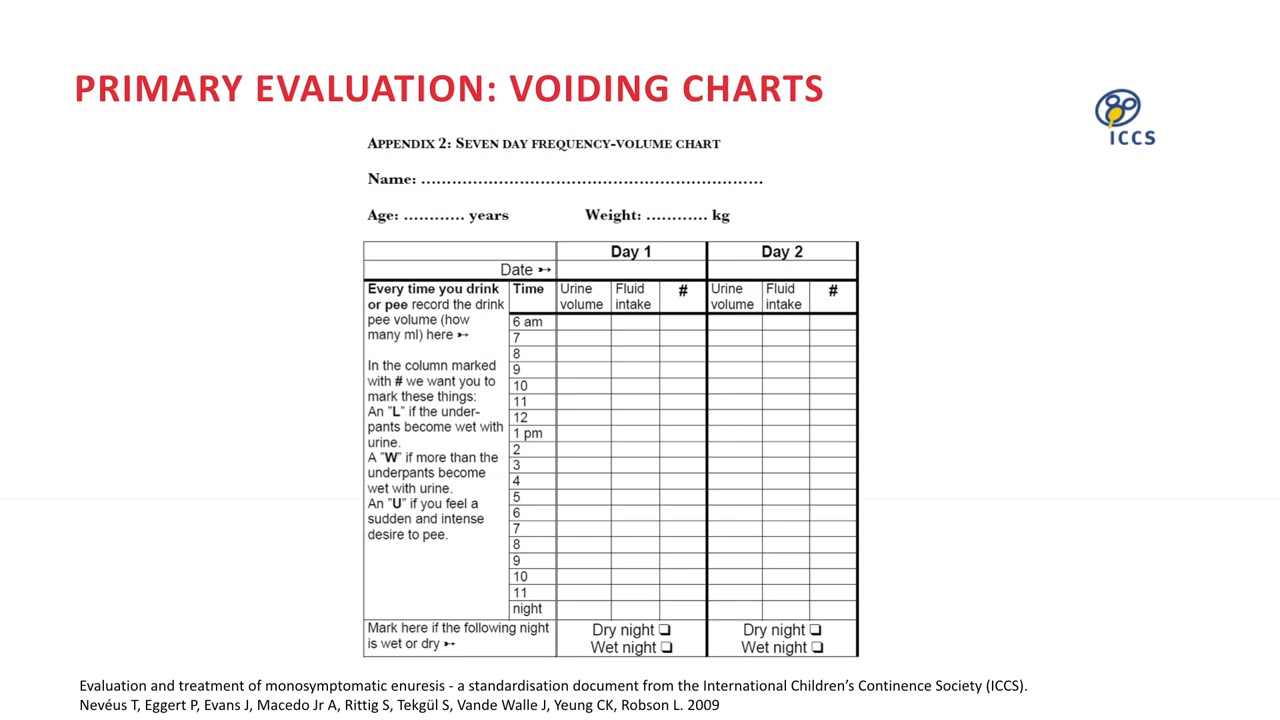 PRIMARY EVALUATION: VOIDING CHARTS
ICCS
APPENDIX 2: SEVEN DAY FREQUENCY-VOLUME CHART
Name: .................................................................
Age: ............ years Weight: ............ kg
Day 1 Day 2
Date ➻
Every time you drink
or pee record the drink
pee volume (how
many ml) here ➻
In the column marked
with # we want you to
mark these things:
An "L" if the under-
pants become wet with
urine.
A "W" if more than the
underpants become
wet with urine.
An "U" if you feel a
sudden and intense
desire to pee.
Time
Urine Fluid # Urine Fluid #
volume intake volume intake
6 am
7
8
9
10
11
12
1 pm
2
3
4
5
6
7
8
9
10
11
night
Mark here if the following night
is wet or dry ➻
Dry night ❏ Dry night ❏
Wet night ❏ Wet night ❏
Evaluation and treatment of monosymptomatic enuresis - a standardisation document from the International Children’s Continence Society (ICCS).
Nevéus T, Eggert P, Evans J, Macedo Jr A, Rittig S, Tekgül S, Vande Walle J, Yeung CK, Robson L. 2009